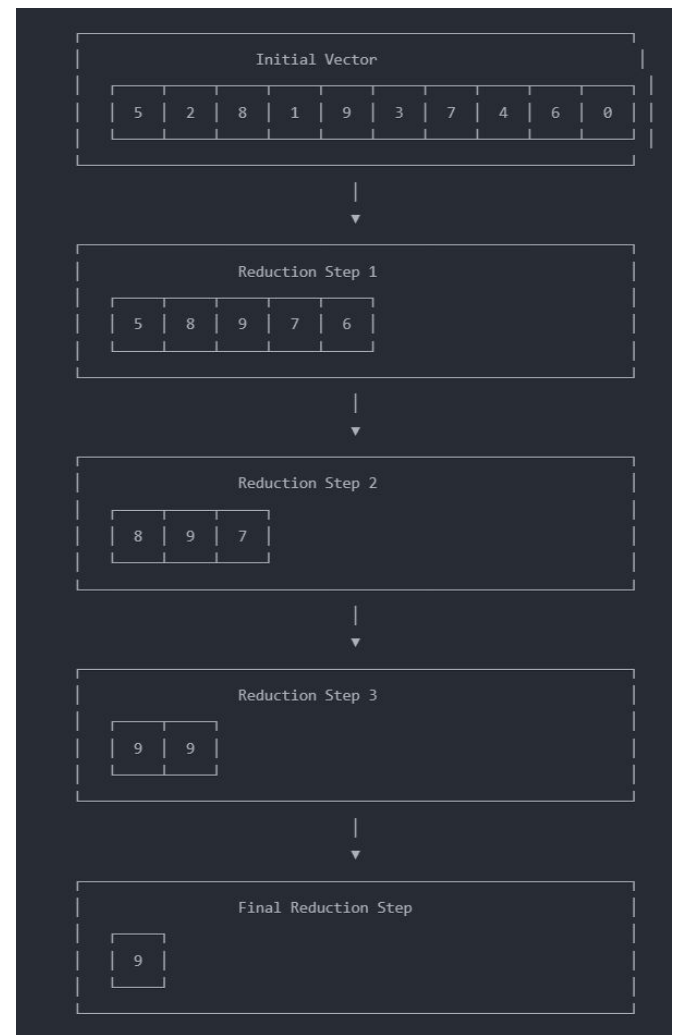 Initial Vector
5 | 2 | 8 | 1 | 9 | 3 | 7 | 4 | 6 | 0
Reduction Step 1
5 | 8 | 9 | 7 | 6
Reduction Step 2
8 | 9 | 7
Reduction Step 3
9 | 9
Final Reduction Step
9